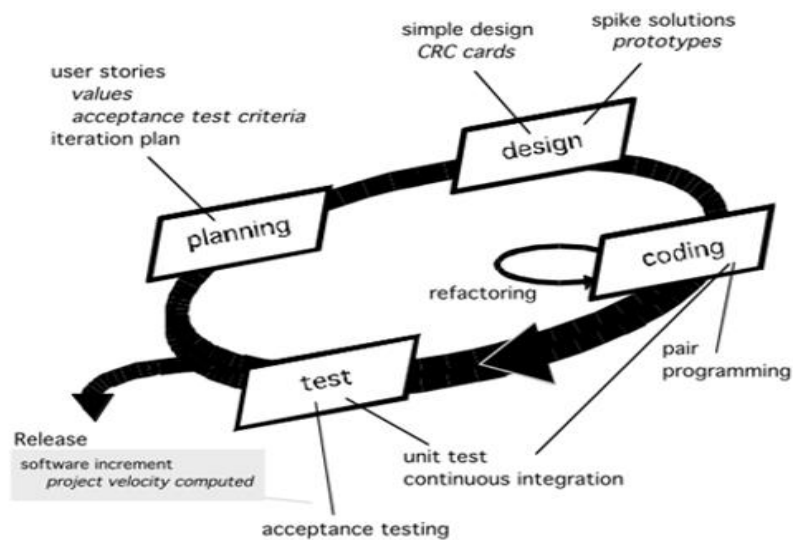 spike solutions
prototypes
simple design
CRC cards
user stories
values
acceptance test criteria
iteration plan
design
planning
coding
refactoring
test
pair
programming
Release
software increment
project velocity computed
unit test
continuous integration
acceptance testing